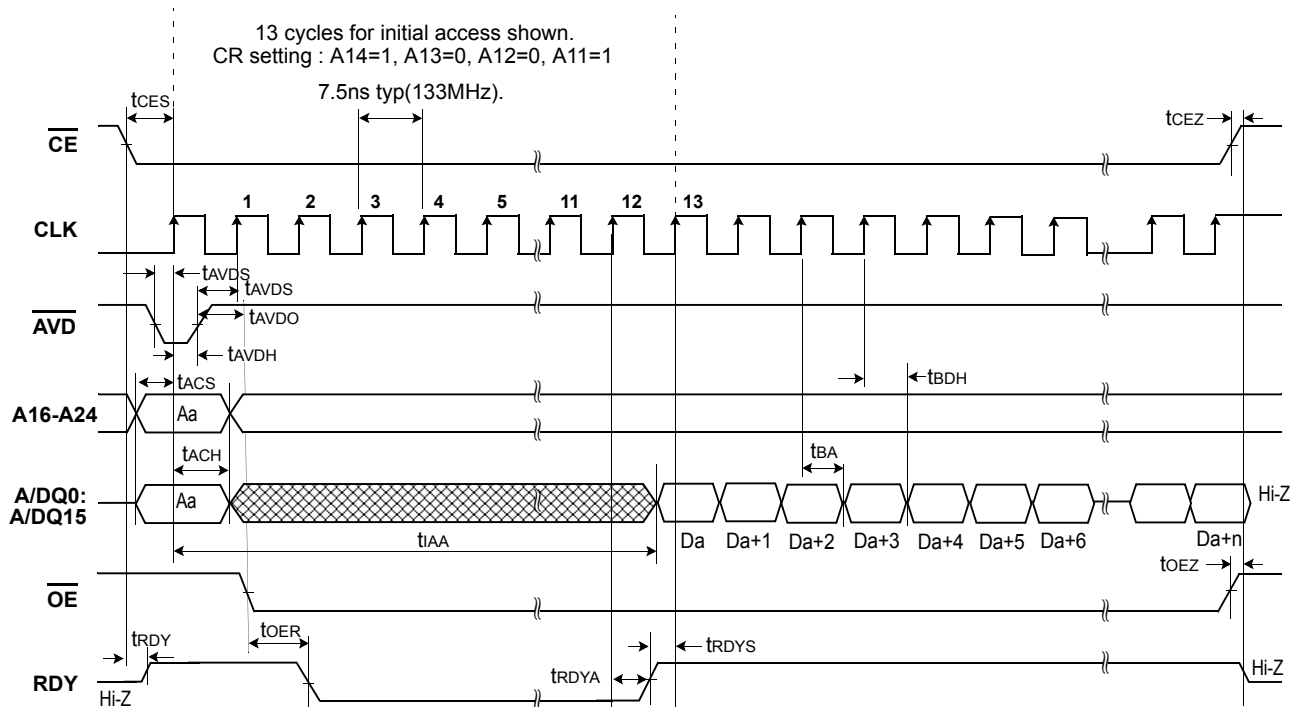 13 cycles for initial access shown.
CR setting : A14=1, A13=0, A12=0, A11=1
7.5ns typ(133MHz).
tCES
tCEZ
CE
1 2 3 4 5 11 12 13
CLK
tAVDS
tAVDS
AVD
tAVDO
tAVDH
tACS
tBDH
A16-A24
Aa
tACH
tBA
A/DQ0:
A/DQ15
Aa
Hi-Z
tIAA
Da Da+1 Da+2 Da+3 Da+4 Da+5 Da+6 Da+n
OE
tOEZ
tOER
tRDY
tRDYS
tRDYA
RDY
Hi-Z
Hi-Z